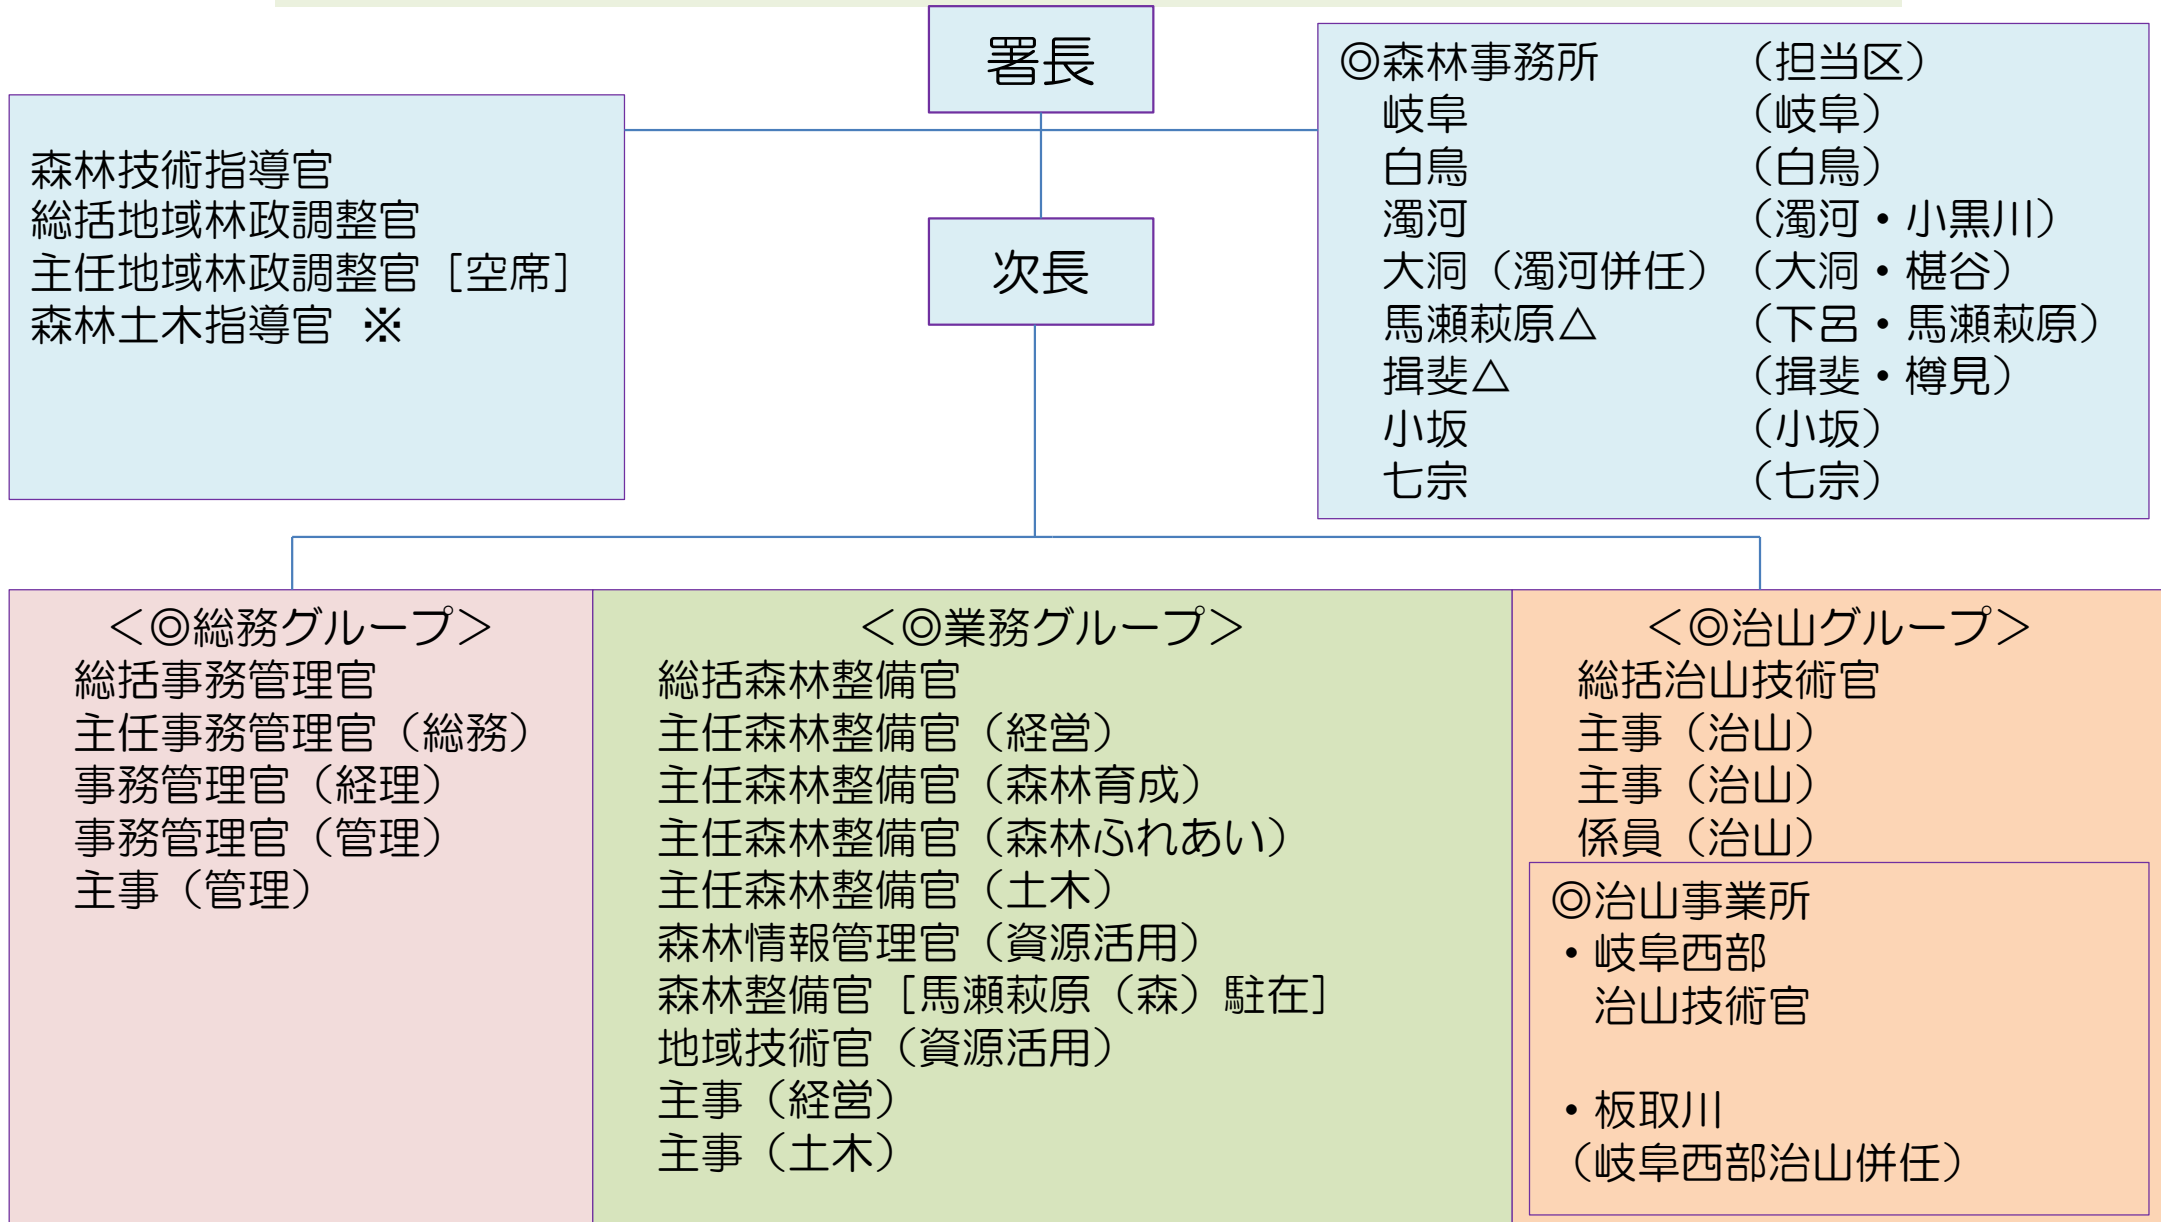 署長
次長
森林技術指導官
総括地域林政調整官
主任地域林政調整官［空席］
森林土木指導官 ※
◎森林事務所 （担当区）
岐阜 （岐阜）
白鳥 （白鳥）
濁河 （濁河・小黒川）
大洞（濁河併任） （大洞・椹谷）
馬瀬萩原△ （下呂・馬瀬萩原）
揖斐△ （揖斐・樽見）
小坂 （小坂）
七宗 （七宗）
＜◎総務グループ＞
総括事務管理官
主任事務管理官（総務）
事務管理官（経理）
事務管理官（管理）
主事（管理）
＜◎業務グループ＞
総括森林整備官
主任森林整備官（経営）
主任森林整備官（森林育成）
主任森林整備官（森林ふれあい）
主任森林整備官（土木）
森林情報管理官（資源活用）
森林整備官［馬瀬萩原（森）駐在］
地域技術官（資源活用）
主事（経営）
主事（土木）
＜◎治山グループ＞
総括治山技術官
主事（治山）
主事（治山）
係員（治山）
◎治山事業所
・岐阜西部
治山技術官
・板取川
（岐阜西部治山併任）